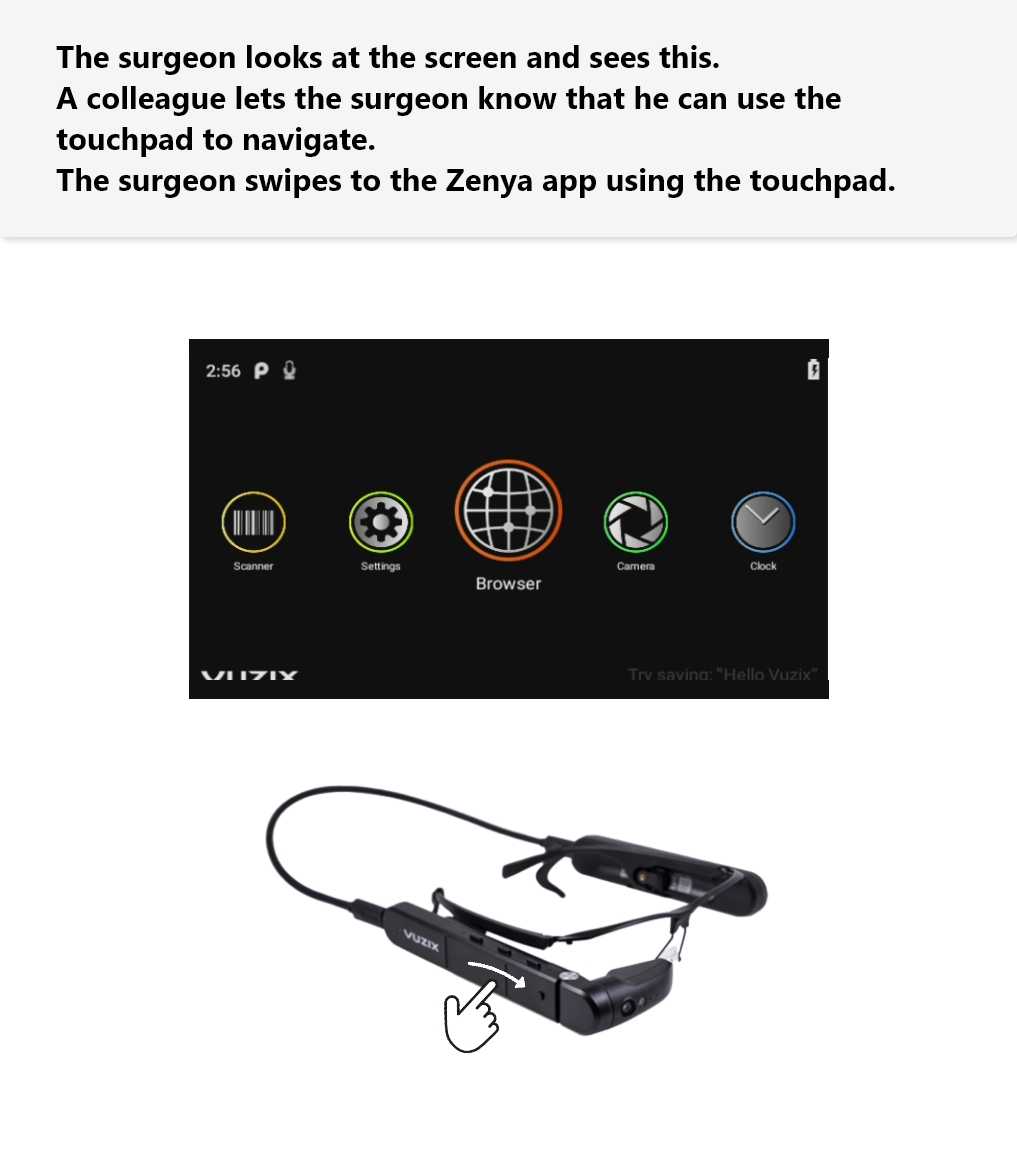 The surgeon looks at the screen and sees this.
A colleague lets the surgeon know that he can use the
touchpad to navigate.
The surgeon swipes to the Zenya app using the touchpad.
2:56
Scanner
Settings
Browser
Camera
Clock
VUZIX
Try saying: "Hello Vuzix"
VUZIX